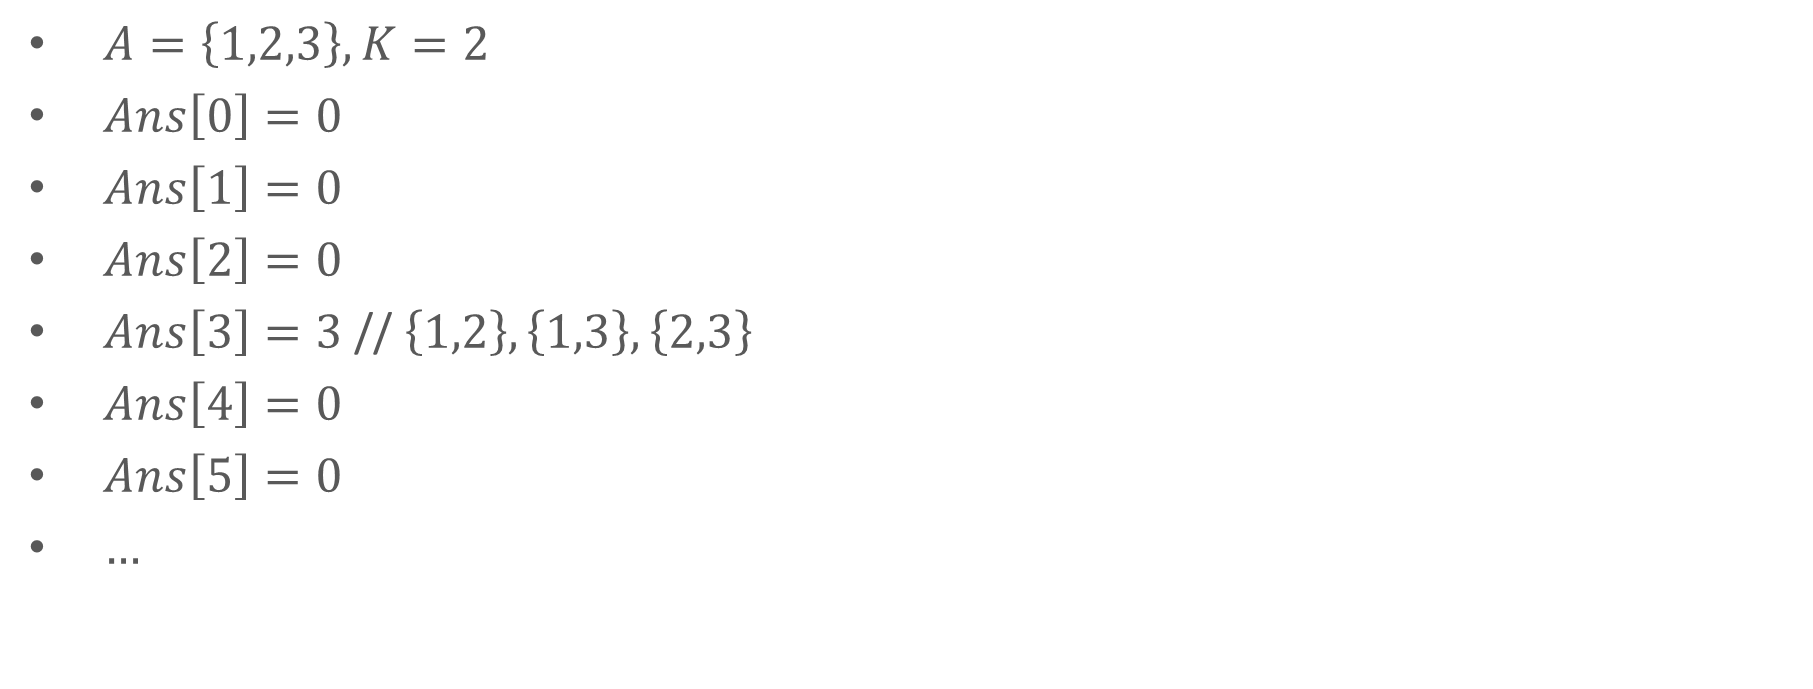 • A = {1,2,3}, K = 2
• Ans[0] = 0
• Ans[1] = 0
• Ans[2] = 0
• Ans[3] = 3 // {1,2}, {1,3}, {2,3}
• Ans[4] = 0
• Ans[5] = 0
• …